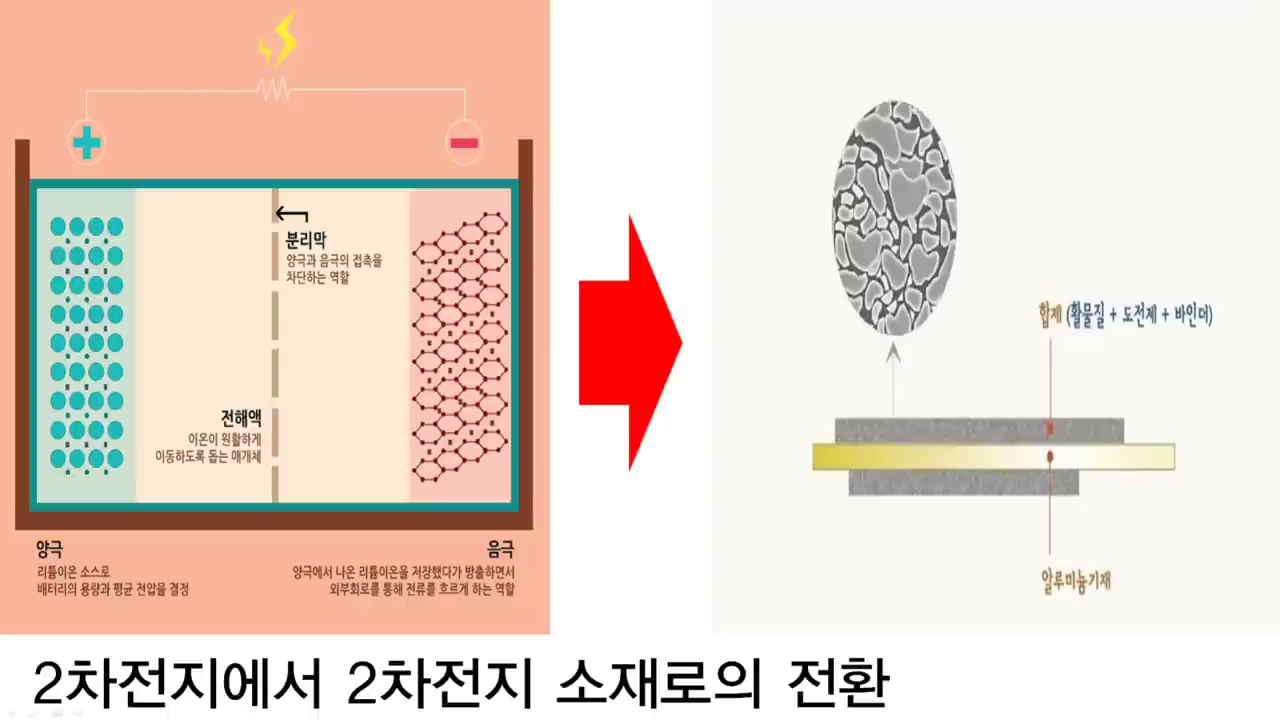 분리막
양극과 음극의 접촉을
차단하는 역할
전해액
이온이 원활하게
이동하도록 돕는 매개체
양극
리튬이온 소스로
배터리의 용량과 평균 전압을 결정
음극
양극에서 나온 리튬이온을 저장했다가 방출하면서
외부회로를 통해 전류를 흐르게 하는 역할
합제 (활물질 + 도전제 + 바인더)
알루미늄기재
2차전지에서 2차전지 소재로의 전환